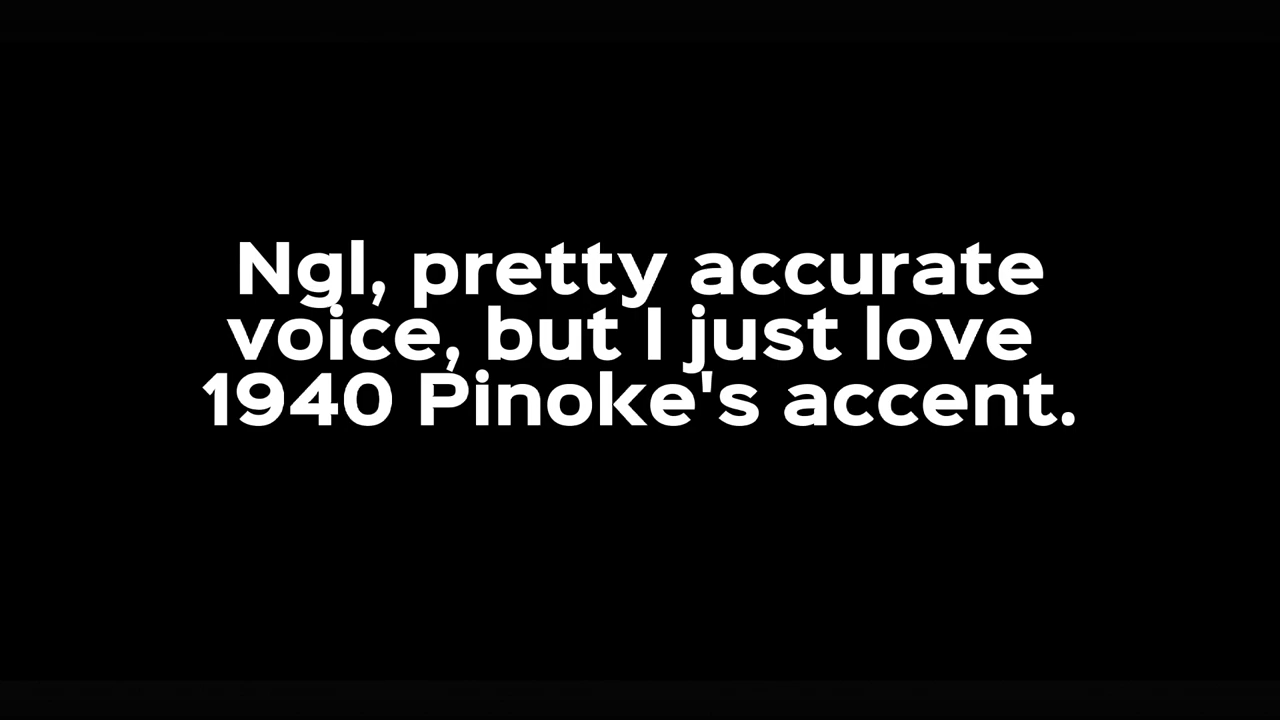 Ngl, pretty accurate
voice, but I just love
1940 Pinoke's accent.